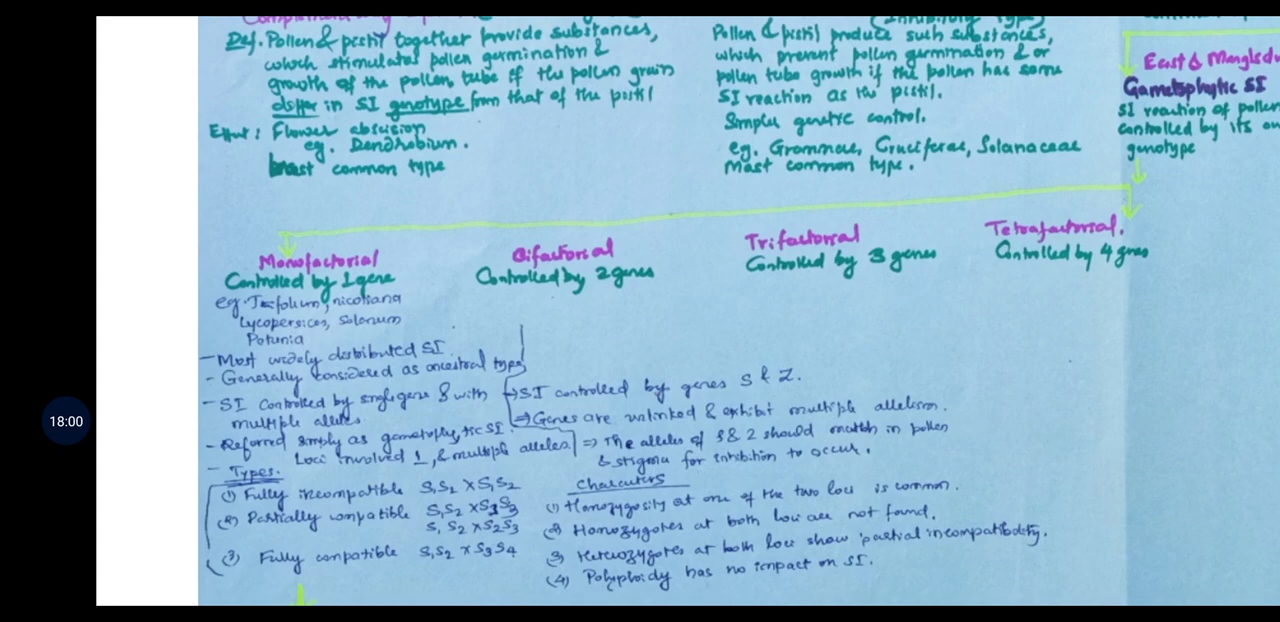 (Inhibitory Type)
Def. Pollen & pistil together provide substances,
which stimulates pollen germination &
growth of the pollen tube if the pollen grain
differ in SI genotype from that of the pistil
Effect: Flower abscission
eg. Dendrobium.
least common type
Pollen & pistil produce such substances,
which prevent pollen germination & or
pollen tube growth if the pollen has same
SI reaction as the pistil.
Simpler genetic control.
eg. Grammae, Cruciferae, Solanaceae
Most common type.
East & Manglsdu
Gametophytic SI
SI reaction of pollen
controlled by its ow
genotype
Monofactorial
Controlled by 1 gene
eg. Trifolium, nicotiana
Lycopersicon, Solanum
Petunia
Bifactorial
Controlled by 2 genes
Trifactorial
Controlled by 3 genes
Tetrafactorial.
Controlled by 4 genes
- Most widely distributed SI.
- Generally considered as ancestral type
- SI controlled by single gene & with
multiple alleles.
- Referred simply as gametophytic SI.
Loci involved 1, & multiple alleles
- Types.
(1) Fully incompatible S1S2 X S1S2
(2) Partially compatible S1S2 X S2S3
S1S2 X S2S3
(3) Fully compatible S1S2 X S3S4
→ SI controlled by genes S & Z.
⇒ Genes are unlinked & exhibit multiple allelism.
⇒ The alleles of S & Z should match in pollen
& stigma for inhibition to occur.
Characters
(1) Homozygosity at one of the two loci is common.
(2) Homozygotes at both loci are not found.
(3) Heterozygotes at both loci show partial incompatibility.
(4) Polyploidy has no impact on SI.
18:00